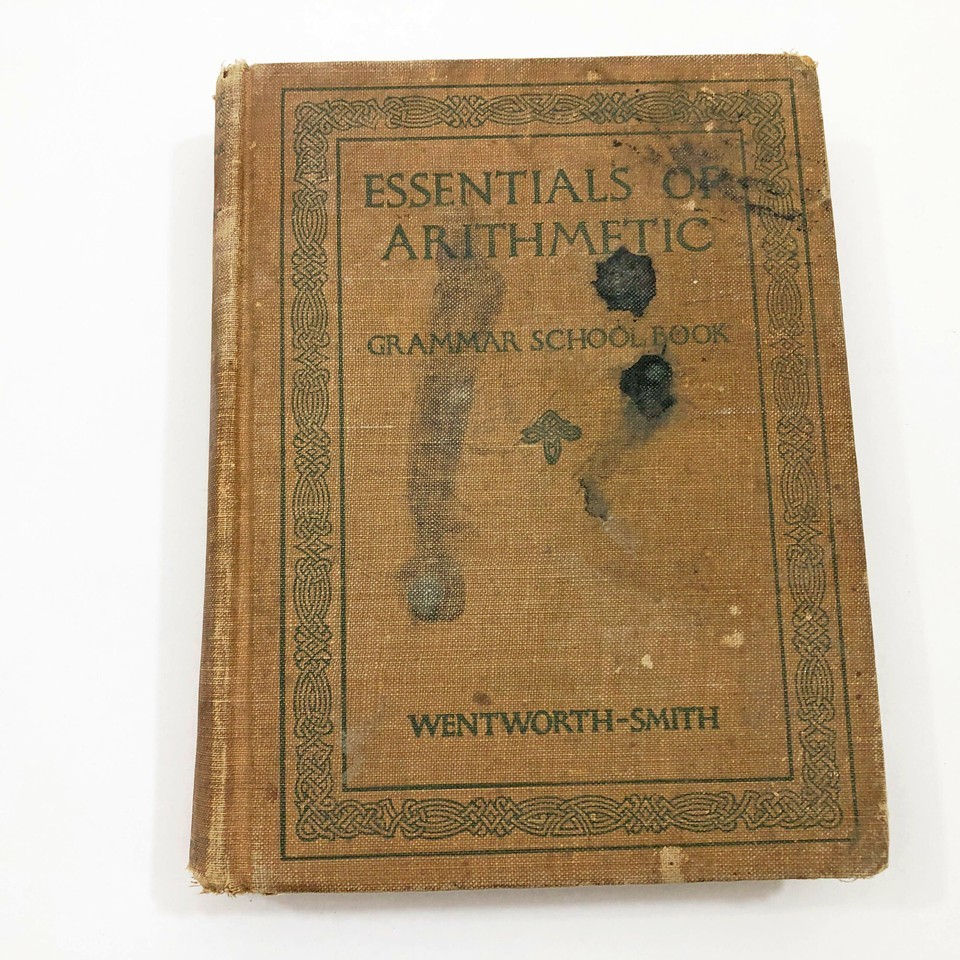 ESSENTIALS OF
ARITHMETIC
GRAMMAR SCHOOL BOOK
WENTWORTH-SMITH